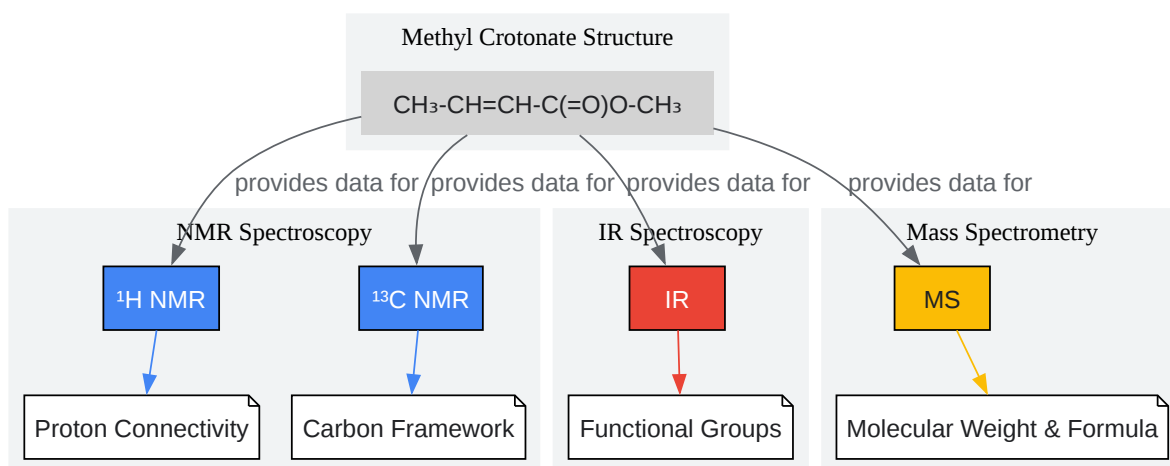 Methyl Crotonate Structure
CH₃-CH=CH-C(=O)O-CH₃
provides data for
provides data for
provides data for
provides data for
NMR Spectroscopy
IR Spectroscopy
Mass Spectrometry
¹H NMR
¹³C NMR
IR
MS
Proton Connectivity
Carbon Framework
Functional Groups
Molecular Weight & Formula